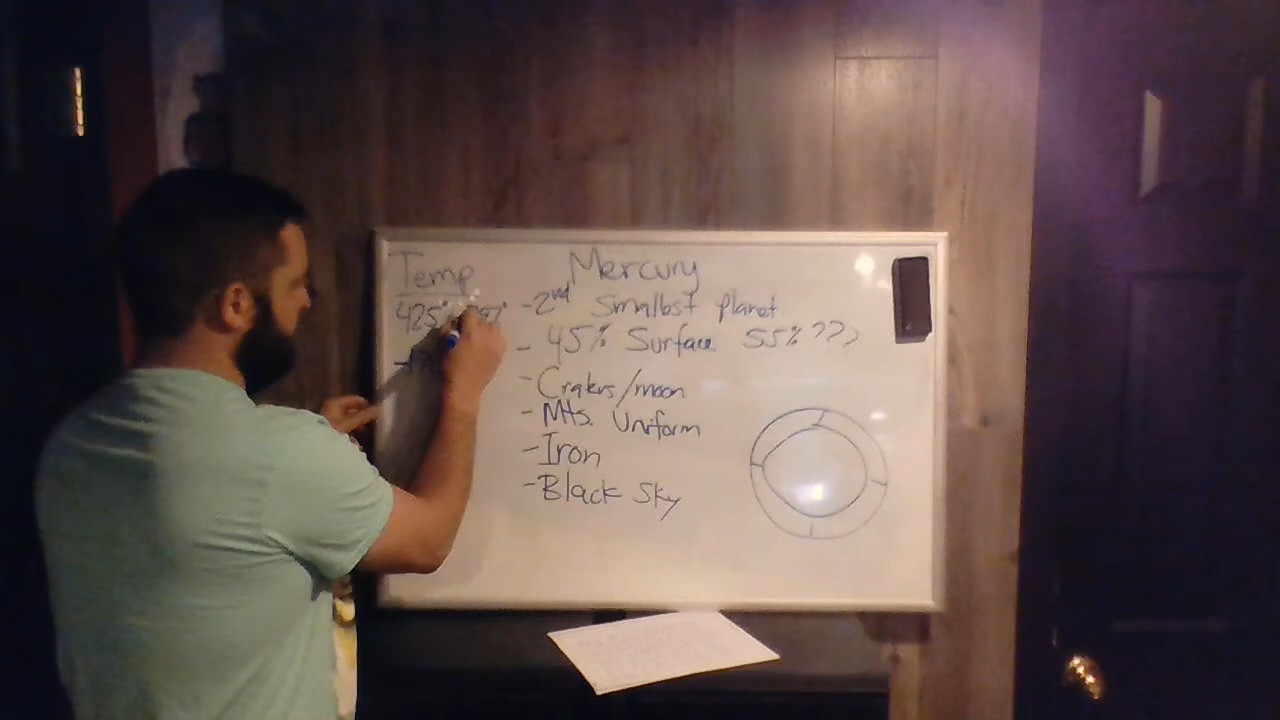 Temp
Mercury
425°
-2nd Smallest planet
- 45% Surface 55%???
-Craters/moon
-Mts. Uniform
-Iron
-Black Sky